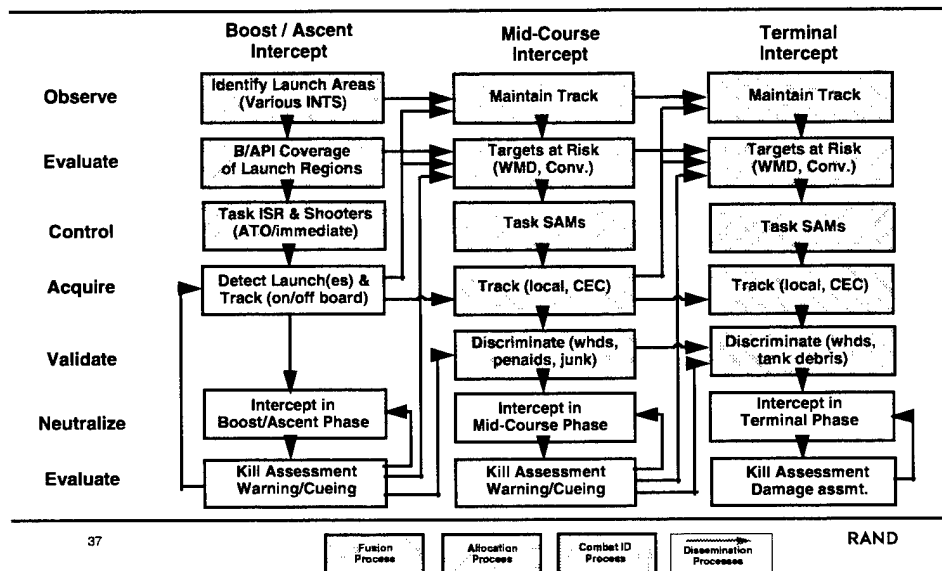 Boost / Ascent
Intercept
Mid-Course
Intercept
Terminal
Intercept
Observe
Identify Launch Areas
(Various INTS)
Maintain Track
Maintain Track
Evaluate
B/API Coverage
of Launch Regions
Targets at Risk
(WMD, Conv.)
Targets at Risk
(WMD, Conv.)
Control
Task ISR & Shooters
(ATO/immediate)
Task SAMs
Task SAMs
Acquire
Detect Launch(es) &
Track (on/off board)
Track (local, CEC)
Track (local, CEC)
Validate
Discriminate (whds,
penaids, junk)
Discriminate (whds,
tank debris)
Neutralize
Intercept in
Boost/Ascent Phase
Intercept in
Mid-Course Phase
Intercept in
Terminal Phase
Evaluate
Kill Assessment
Warning/Cueing
Kill Assessment
Warning/Cueing
Kill Assessment
Damage assmt.
37
Fusion
Process
Allocation
Process
Combat ID
Process
Dissemination
Processes
RAND